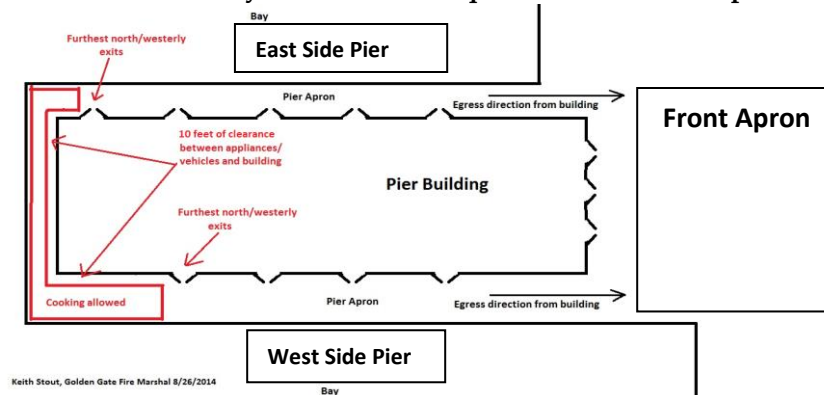 Bay
East Side Pier
Furthest north/westerly
exits
Pier Apron
Egress direction from building
Front Apron
10 feet of clearance
between appliances/
vehicles and building
Pier Building
Furthest north/westerly
exits
Cooking allowed
Pier Apron
Egress direction from building
West Side Pier
Keith Stout, Golden Gate Fire Marshal 8/26/2014
Bay